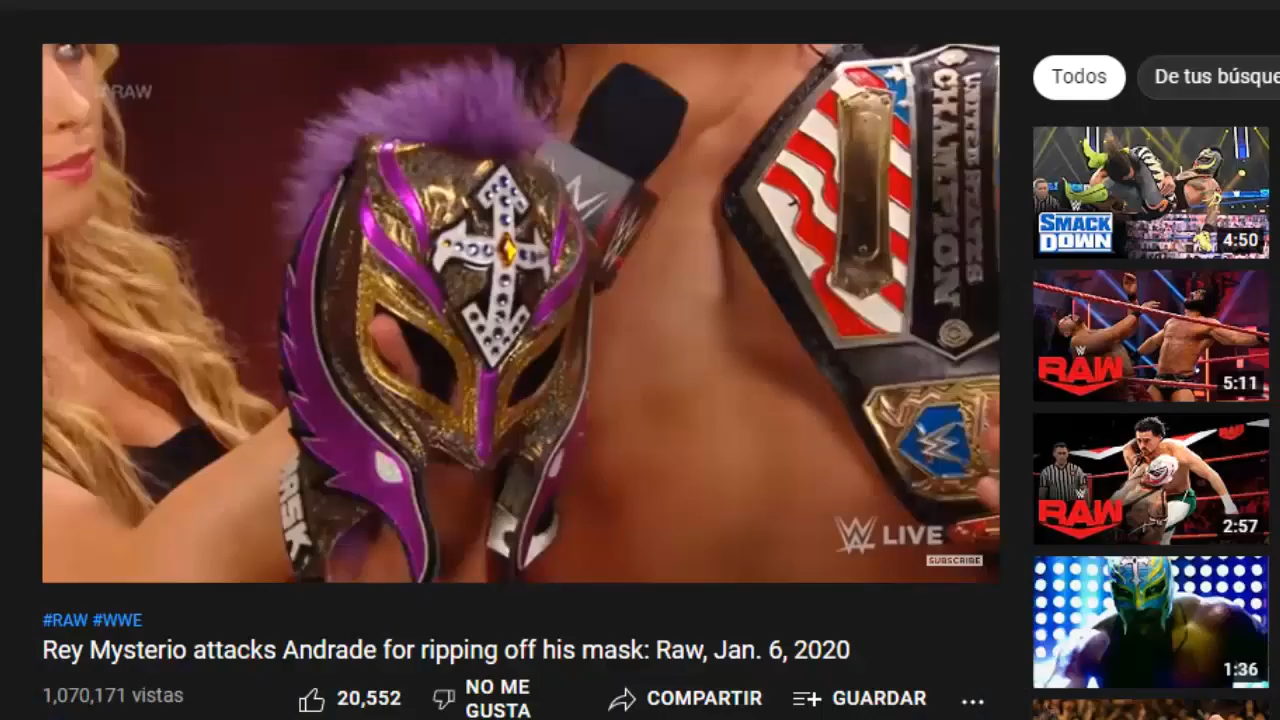 #RAW
Todos
De tus búsque
UNITED STATES
CHAMPION
W
MASK
LIVE
SUBSCRIBE
SMACK
DOWN
4:50
RAW
5:11
RAW
2:57
1:36
#RAW #WWE
Rey Mysterio attacks Andrade for ripping off his mask: Raw, Jan. 6, 2020
1,070,171 vistas
20,552
NO ME
GUSTA
COMPARTIR
GUARDAR
...